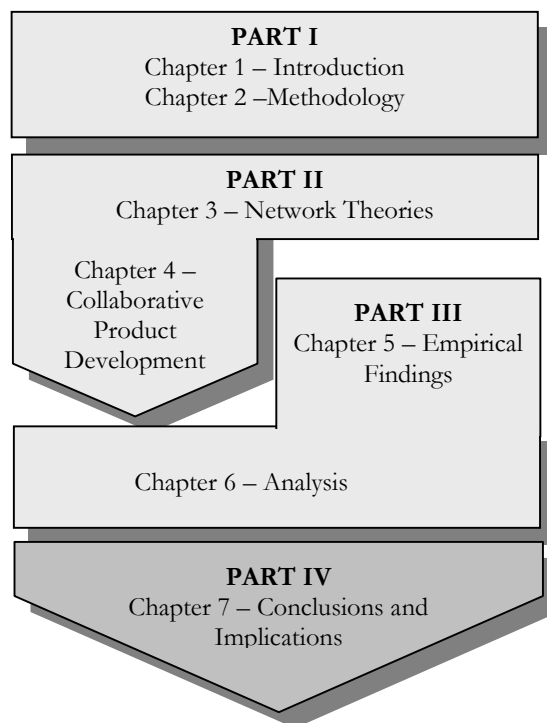 PART I
Chapter 1 – Introduction
Chapter 2 –Methodology
PART II
Chapter 3 – Network Theories
Chapter 4 –
Collaborative
Product
Development
PART III
Chapter 5 – Empirical
Findings
Chapter 6 – Analysis
PART IV
Chapter 7 – Conclusions and
Implications